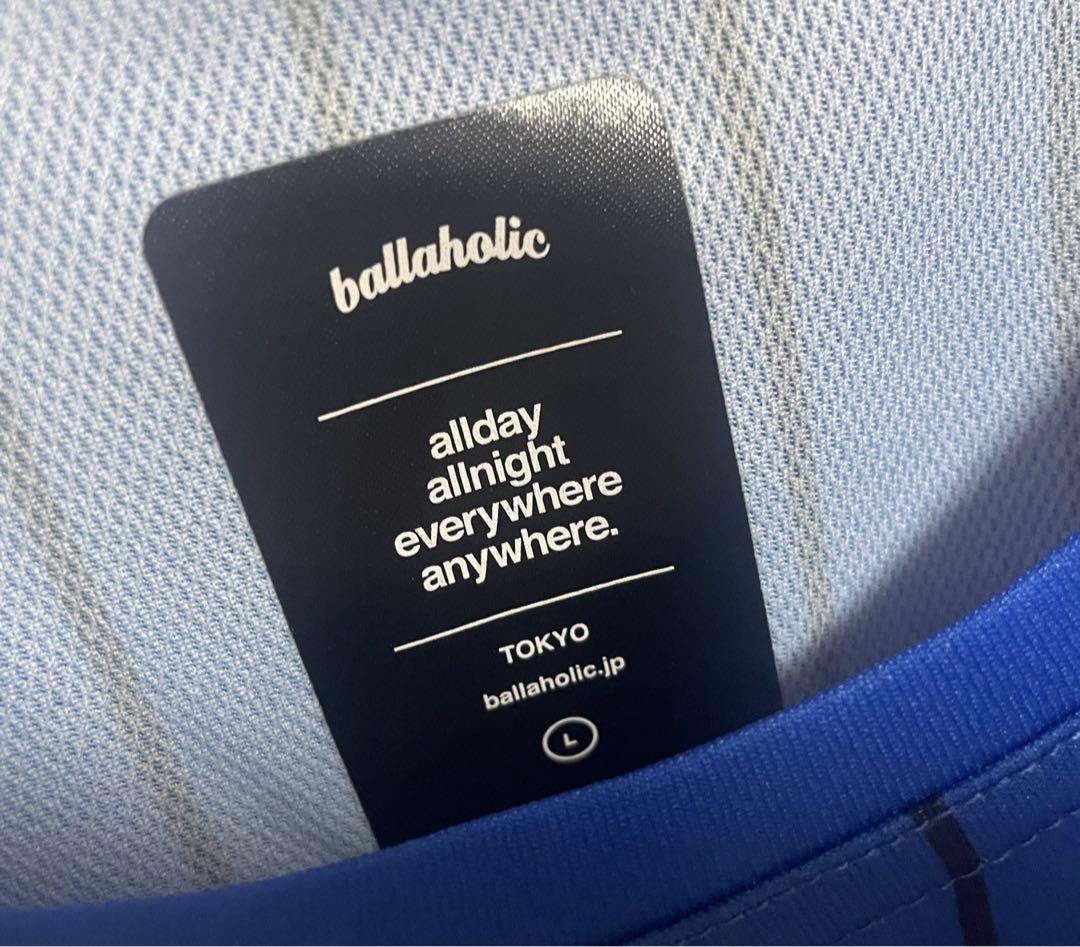 ballaholic
allday
allnight
everywhere
anywhere.
TOKYO
ballaholic.jp
L